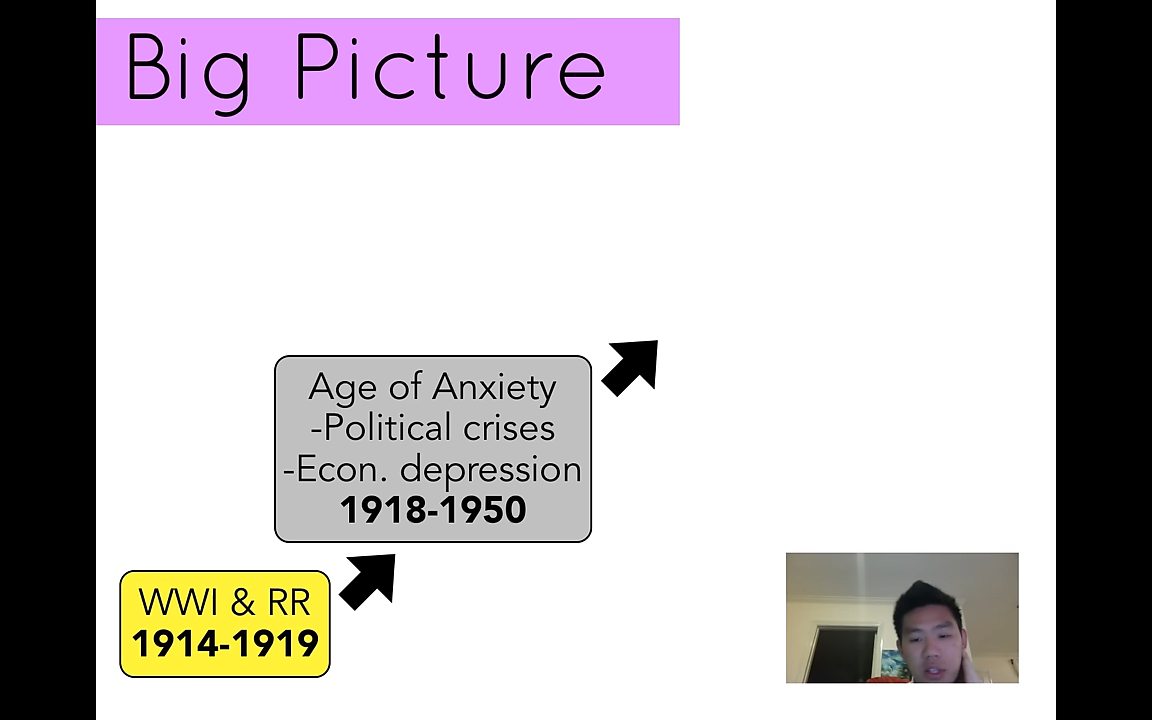 Big Picture
Age of Anxiety
-Political crises
-Econ. depression
1918-1950
WWI & RR
1914-1919